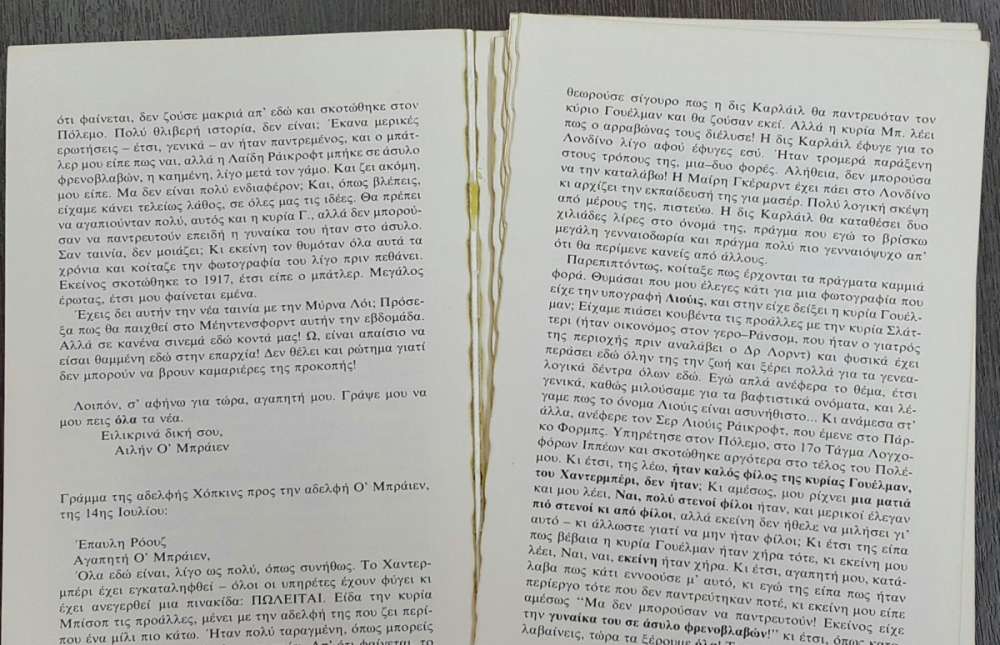 ότι φαίνεται, δεν ζούσε μακριά απ' εδώ και σκοτώθηκε στον
Πόλεμο. Πολύ θλιβερή ιστορία, δεν είναι; Έκανα μερικές
ερωτήσεις – έτσι, γενικά – αν ήταν παντρεμένος, και ο μπάτ-
λερ μου είπε πως ναι, αλλά η Λαίδη Ράικροφτ μπήκε σε άσυλο
φρενοβλαβών, η καημένη, λίγο μετά τον γάμο. Και ζει ακόμη,
μου είπε. Μα δεν είναι πολύ ενδιαφέρον; Και, όπως βλέπεις,
είχαμε κάνει τελείως λάθος, σε όλες μας τις ιδέες. Θα πρέπει
να αγαπιούνταν πολύ, αυτός και η κυρία Γ., αλλά δεν μπορού-
σαν να παντρευτούν επειδή η γυναίκα του ήταν στο άσυλο.
Σαν ταινία, δεν μοιάζει; Κι εκείνη τον θυμόταν όλα αυτά τα
χρόνια και κοίταζε την φωτογραφία του λίγο πριν πεθάνει.
Εκείνος σκοτώθηκε το 1917, έτσι είπε ο μπάτλερ. Μεγάλος
έρωτας, έτσι μου φαίνεται εμένα.
Έχεις δει αυτήν την νέα ταινία με την Μύρνα Λόι; Πρόσε-
ξα πως θα παιχθεί στο Μέηντενσφορντ αυτήν την εβδομάδα.
Αλλά σε κανένα σινεμά εδώ κοντά μας! Ω, είναι απαίσιο να
είσαι θαμμένη εδώ στην επαρχία! Δεν θέλει και ρώτημα γιατί
δεν μπορούν να βρουν καμαριέρες της προκοπής!
Λοιπόν, σ' αφήνω για τώρα, αγαπητή μου. Γράψε μου να
μου πεις όλα τα νέα.
Ειλικρινά δική σου,
Αιλήν Ο' Μπράιεν
Γράμμα της αδελφής Χόπκινς προς την αδελφή Ο' Μπράιεν,
της 14ης Ιουλίου:
Έπαυλη Ρόουζ
Αγαπητή Ο' Μπράιεν,
Όλα εδώ είναι, λίγο ως πολύ, όπως συνήθως. Το Χαντερ-
μπέρι έχει εγκαταληφθεί – όλοι οι υπηρέτες έχουν φύγει κι
έχει ανεγερθεί μια πινακίδα: ΠΩΛΕΙΤΑΙ. Είδα την κυρία
Μπίσοπ τις προάλλες, μένει με την αδελφή της που ζει περί-
που ένα μίλι πιο κάτω. Ήταν πολύ ταραγμένη, όπως μπορείς
Απ' ότι φαίνεται, το
θεωρούσε σίγουρο πως η δις Καρλάιλ θα παντρευόταν τον
κύριο Γουέλμαν και θα ζούσαν εκεί. Αλλά η κυρία Μπ. λέει
πως ο αρραβώνας τους διέλυσε! Η δις Καρλάιλ έφυγε για το
Λονδίνο λίγο αφού έφυγες εσύ. Ήταν τρομερά παράξενη
στους τρόπους της, μια–δυο φορές. Αλήθεια, δεν μπορούσα
να την καταλάβω! Η Μαίρη Γκέραρντ έχει πάει στο Λονδίνο
κι αρχίζει την εκπαίδευσή της για μασέρ. Πολύ λογική σκέψη
από μέρους της, πιστεύω. Η δις Καρλάιλ θα καταθέσει δυο
χιλιάδες λίρες στο όνομά της, πράγμα που εγώ το βρίσκω
μεγάλη γενναιοδωρία και πράγμα πολύ πιο γενναιόψυχο απ'
ότι θα περίμενε κανείς από άλλους.
Παρεπιπτόντως, κοίταξε πως έρχονται τα πράγματα καμμιά
φορά. Θυμάσαι που μου έλεγες κάτι για μια φωτογραφία που
είχε την υπογραφή Λιούις, και στην είχε δείξει η κυρία Γουέλ-
μαν; Είχαμε πιάσει κουβέντα τις προάλλες με την κυρία Σλάτ-
τερι (ήταν οικονόμος στον γερο–Ράνσομ, που ήταν ο γιατρός
της περιοχής πριν αναλάβει ο Δρ Λορντ) και φυσικά έχει
περάσει εδώ όλην της την ζωή και ξέρει πολλά για τα γενεα-
λογικά δέντρα όλων εδώ. Εγώ απλά ανέφερα το θέμα, έτσι
γενικά, καθώς μιλούσαμε για τα βαφτιστικά ονόματα, και λέ-
γαμε πως το όνομα Λιούις είναι ασυνήθιστο... Κι ανάμεσα στ'
άλλα, ανέφερε τον Σερ Λιούις Ράικροφτ, που έμενε στο Πάρ-
κο Φορμπς. Υπηρέτησε στον Πόλεμο, στο 17ο Τάγμα Λογχο-
φόρων Ιππέων και σκοτώθηκε αργότερα στο τέλος του Πολέ-
μου. Κι έτσι, της λέω, ήταν καλός φίλος της κυρίας Γουέλμαν,
του Χαντερμπέρι, δεν ήταν; Κι αμέσως, μου ρίχνει μια ματιά
και μου λέει, Ναι, πολύ στενοί φίλοι ήταν, και μερικοί έλεγαν
πιό στενοί κι από φίλοι, αλλά εκείνη δεν ήθελε να μιλήσει γι'
αυτό – κι άλλωστε γιατί να μην ήταν φίλοι; Κι έτσι της είπα
πως βέβαια η κυρία Γουέλμαν ήταν χήρα τότε, κι εκείνη μου
λέει, Ναι, ναι, εκείνη ήταν χήρα. Κι έτσι, αγαπητή μου, κατά-
λαβα πως κάτι εννοούσε μ' αυτό, κι εγώ της είπα πως ήταν
περίεργο τότε που δεν παντρεύτηκαν ποτέ, κι εκείνη μου είπε
αμέσως "Μα δεν μπορούσαν να παντρευτούν! Εκείνος είχε
την γυναίκα του σε άσυλο φρενοβλαβών!" κι έτσι, όπως κατα-
λαβαίνεις, τώρα τα ξέρουμε όλα!